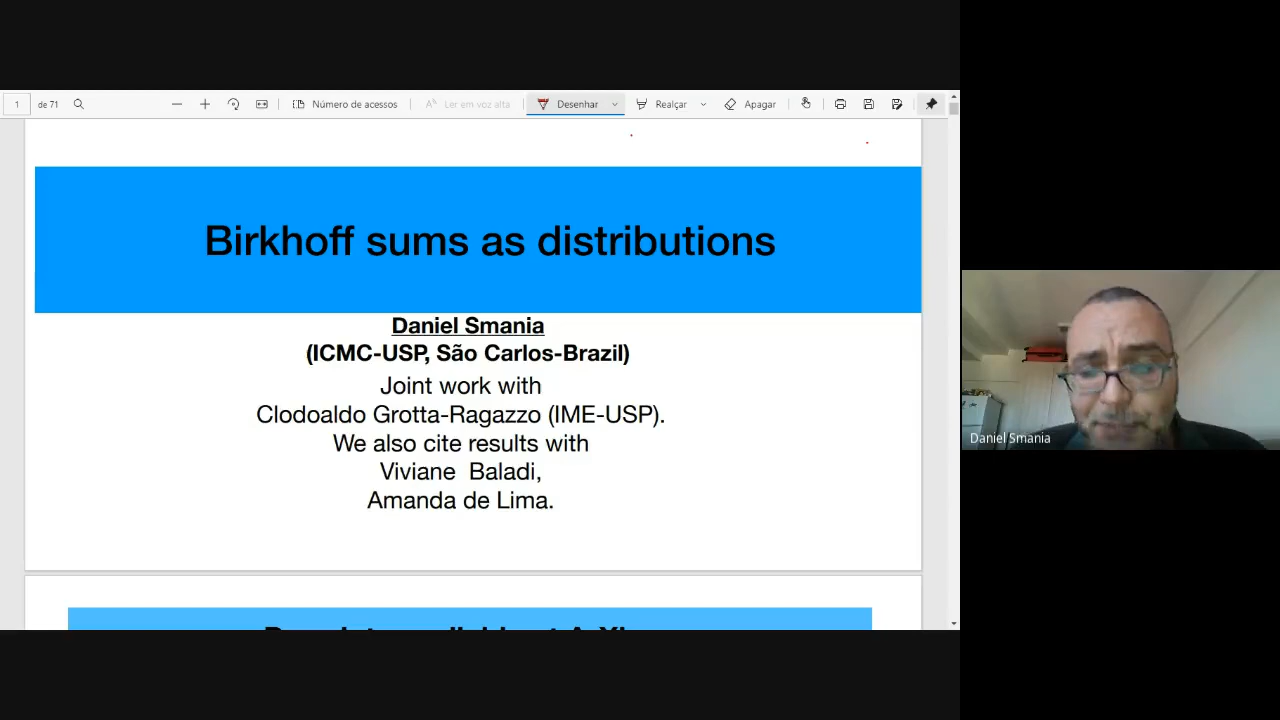 1 de 71 Número de acessos Ler em voz alta Desenhar Realçar Apagar
Birkhoff sums as distributions
Daniel Smania
(ICMC-USP, São Carlos-Brazil)
Joint work with
Clodoaldo Grotta-Ragazzo (IME-USP).
We also cite results with
Viviane Baladi,
Amanda de Lima.
Daniel Smania